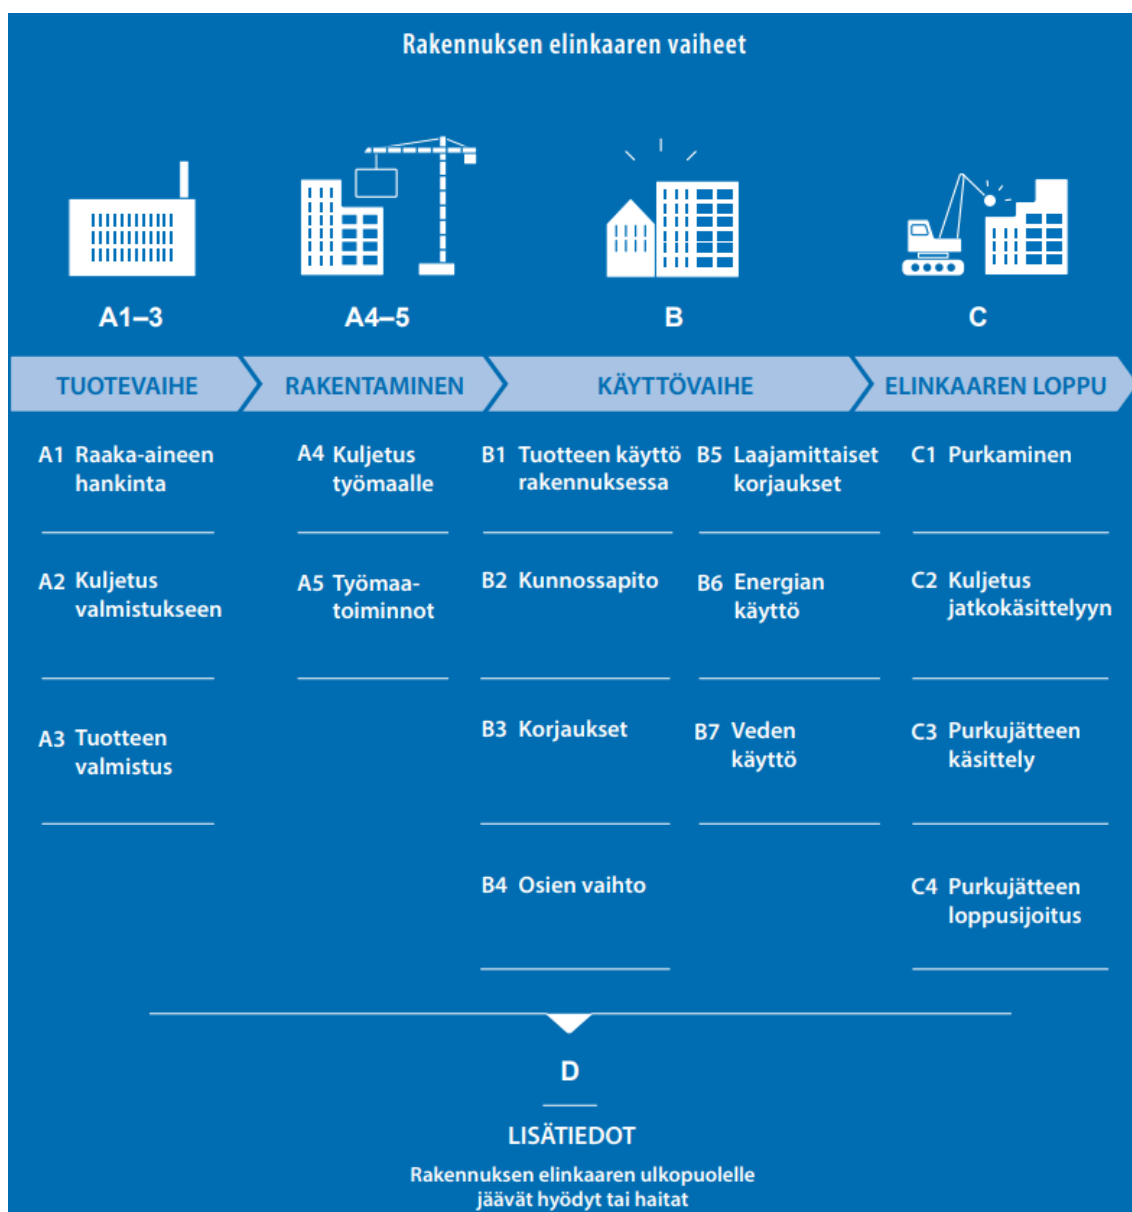 Rakennuksen elinkaaren vaiheet
A1–3
A4–5
B
C
TUOTEVAIHE
RAKENTAMINEN
KÄYTTÖVAIHE
ELINKAAREN LOPPU
A1 Raaka-aineen
hankinta
A2 Kuljetus
valmistukseen
A3 Tuotteen
valmistus
A4 Kuljetus
työmaalle
A5 Työmaa-
toiminnot
B1 Tuotteen käyttö
rakennuksessa
B2 Kunnossapito
B3 Korjaukset
B4 Osien vaihto
B5 Laajamittaiset
korjaukset
B6 Energian
käyttö
B7 Veden
käyttö
C1 Purkaminen
C2 Kuljetus
jatkokäsittelyyn
C3 Purkujätteen
käsittely
C4 Purkujätteen
loppusijoitus
D
LISÄTIEDOT
Rakennuksen elinkaaren ulkopuolelle
jäävät hyödyt tai haitat